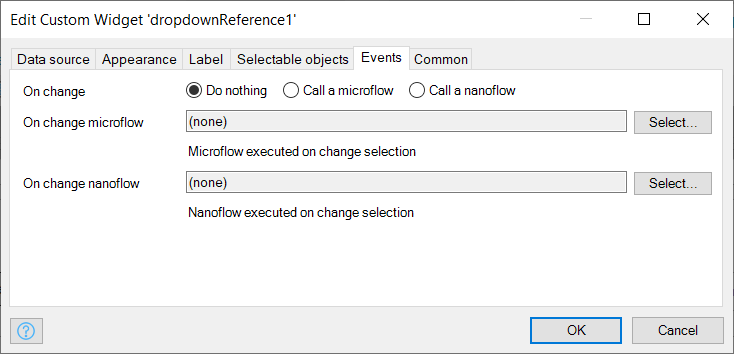 Edit Custom Widget 'dropdownReference1'
Data source Appearance Label Selectable objects Events Common
On change Do nothing Call a microflow Call a nanoflow
On change microflow (none) Select...
Microflow executed on change selection
On change nanoflow (none) Select...
Nanoflow executed on change selection
? OK Cancel